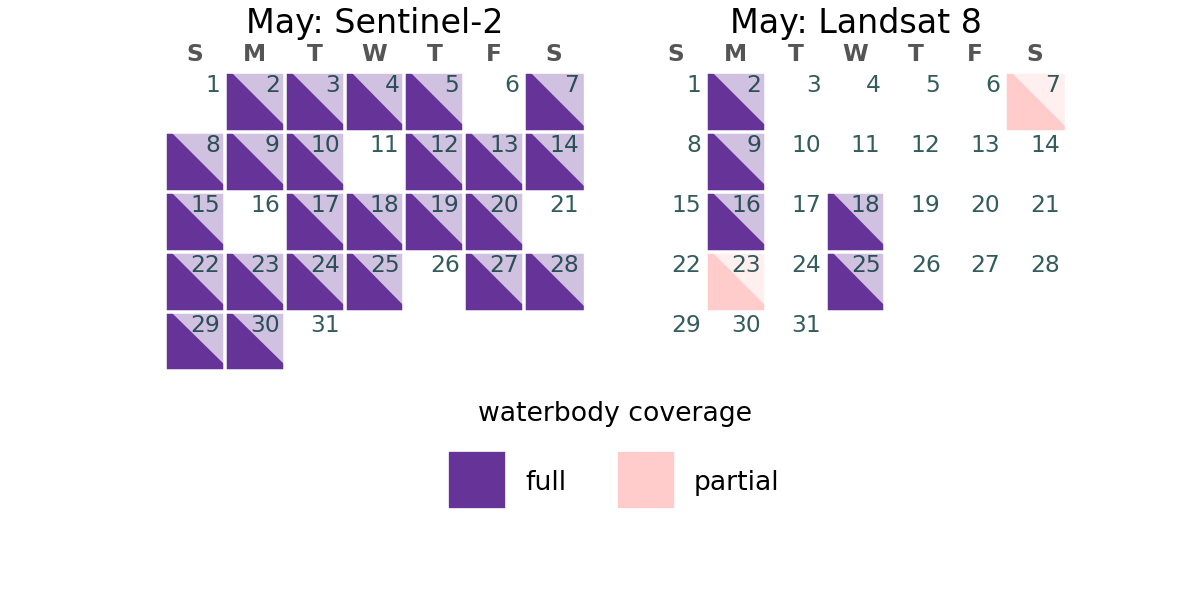 May: Sentinel-2
S M T W T F S
1 2 3 4 5 6 7
8 9 10 11 12 13 14
15 16 17 18 19 20 21
22 23 24 25 26 27 28
29 30 31
May: Landsat 8
S M T W T F S
1 2 3 4 5 6 7
8 9 10 11 12 13 14
15 16 17 18 19 20 21
22 23 24 25 26 27 28
29 30 31
waterbody coverage
full partial